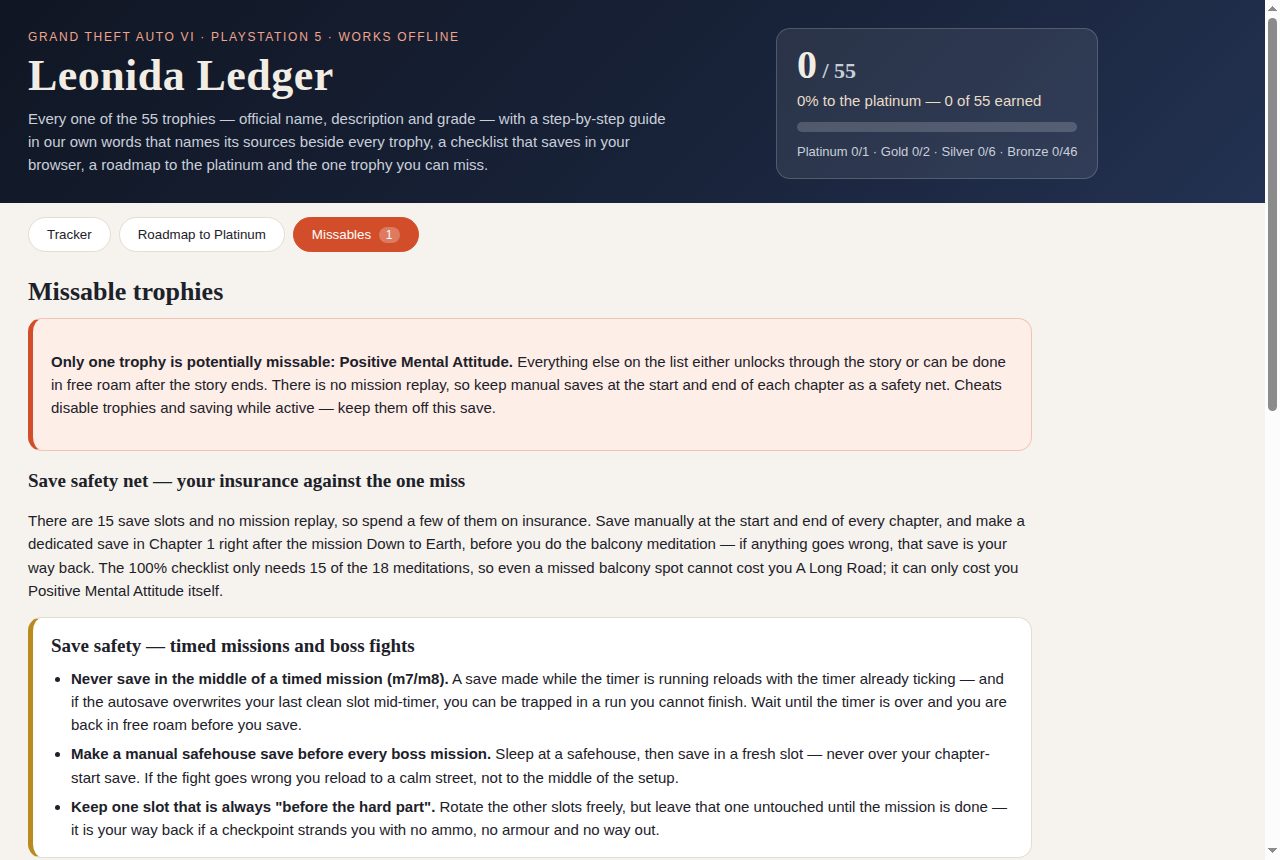 GRAND THEFT AUTO VI · PLAYSTATION 5 · WORKS OFFLINE
Leonida Ledger
Every one of the 55 trophies — official name, description and grade — with a step-by-step guide
in our own words that names its sources beside every trophy, a checklist that saves in your
browser, a roadmap to the platinum and the one trophy you can miss.
0 / 55
0% to the platinum — 0 of 55 earned
Platinum 0/1 · Gold 0/2 · Silver 0/6 · Bronze 0/46
Tracker
Roadmap to Platinum
Missables 1
Missable trophies
Only one trophy is potentially missable: Positive Mental Attitude. Everything else on the list either unlocks through the story or can be done
in free roam after the story ends. There is no mission replay, so keep manual saves at the start and end of each chapter as a safety net. Cheats
disable trophies and saving while active — keep them off this save.
Save safety net — your insurance against the one miss
There are 15 save slots and no mission replay, so spend a few of them on insurance. Save manually at the start and end of every chapter, and make a
dedicated save in Chapter 1 right after the mission Down to Earth, before you do the balcony meditation — if anything goes wrong, that save is your
way back. The 100% checklist only needs 15 of the 18 meditations, so even a missed balcony spot cannot cost you A Long Road; it can only cost you
Positive Mental Attitude itself.
Save safety — timed missions and boss fights
• Never save in the middle of a timed mission (m7/m8). A save made while the timer is running reloads with the timer already ticking — and
if the autosave overwrites your last clean slot mid-timer, you can be trapped in a run you cannot finish. Wait until the timer is over and you are
back in free roam before you save.
• Make a manual safehouse save before every boss mission. Sleep at a safehouse, then save in a fresh slot — never over your chapter-
start save. If the fight goes wrong you reload to a calm street, not to the middle of the setup.
• Keep one slot that is always "before the hard part". Rotate the other slots freely, but leave that one untouched until the mission is done —
it is your way back if a checkpoint strands you with no ammo, no armour and no way out.